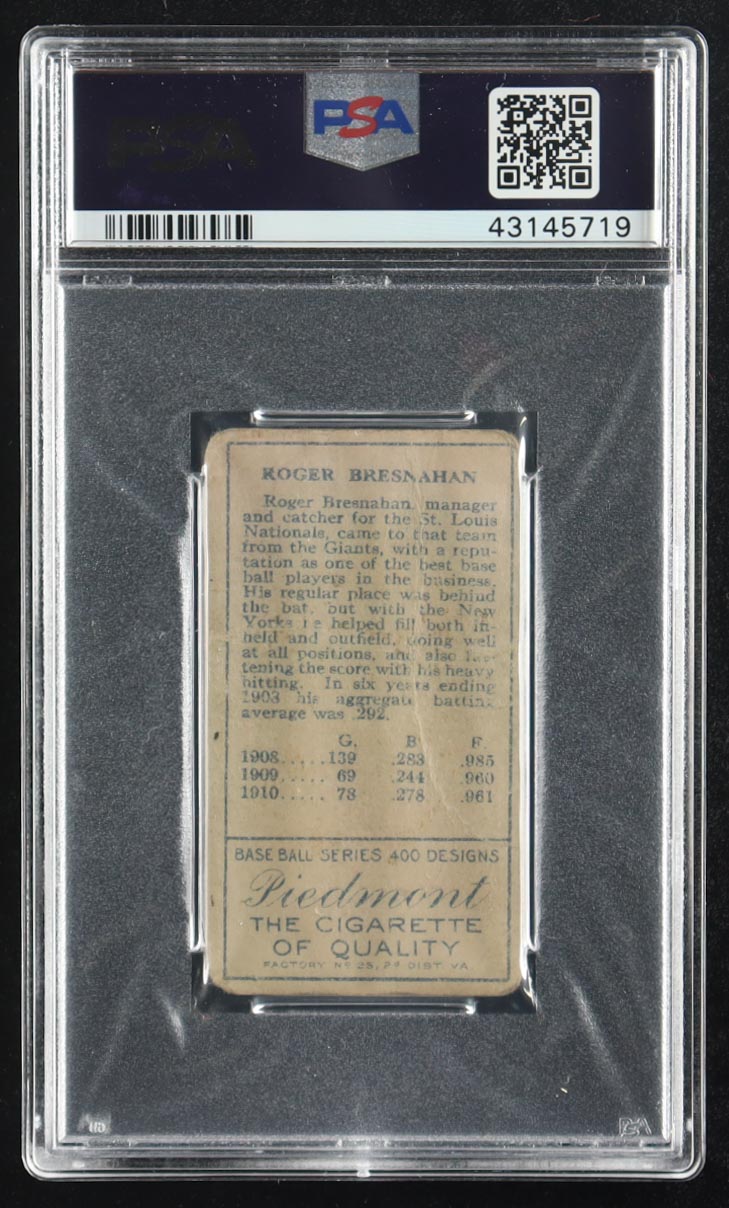 PSA
PSA
43145719
ROGER BRESNAHAN
Roger Bresnahan, manager
and catcher for the St. Louis
Nationals, came to that team
from the Giants, with a repu-
tation as one of the best base
ball players in the business.
His regular place was behind
the bat, but with the New
Yorks he helped fill both in-
field and outfield, doing well
at all positions, and also
tening the score with his heavy
hitting. In six years ending
1903 his aggregate batting
average was .292.
G. B. F.
1908.....139 .283 .985
1909.....69 .244 .960
1910.....78 .278 .961
BASE BALL SERIES 400 DESIGNS
Piedmont
THE CIGARETTE
OF QUALITY
FACTORY Nº 25, 2ᴰ DIST. VA.
PSA